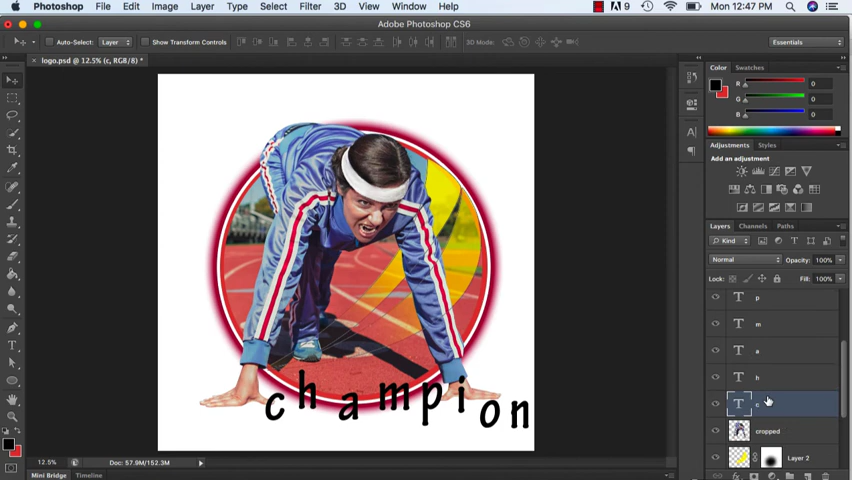 Photoshop File Edit Image Layer Type Select Filter 3D View Window Help 9 Mon 12:47 PM
Adobe Photoshop CS6
Auto-Select: Layer Show Transform Controls 3D Mode: Essentials
× logo.psd @ 12.5% (c, RGB/8) *
Color Swatches
R 0
G 0
B 0
Adjustments Styles
Add an adjustment
Layers Channels Paths
Kind
Normal Opacity: 100%
Lock: Fill: 100%
T p
T m
T a
T h
T c
cropped
Layer 2
champion
12.5% Doc: 57.9M/152.3M
Mini Bridge Timeline